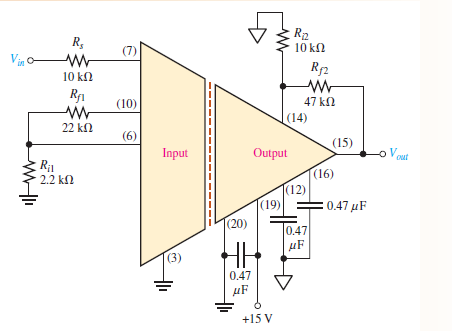 R_i2
10 kΩ
R_s
(7)
V_in
10 kΩ
R_f2
R_f1
(10)
47 kΩ
22 kΩ
(14)
(6)
(15)
Input
Output
V_out
R_i1
2.2 kΩ
(16)
(12)
(19)
0.47 μF
(20)
0.47
μF
(3)
0.47
μF
+15 V